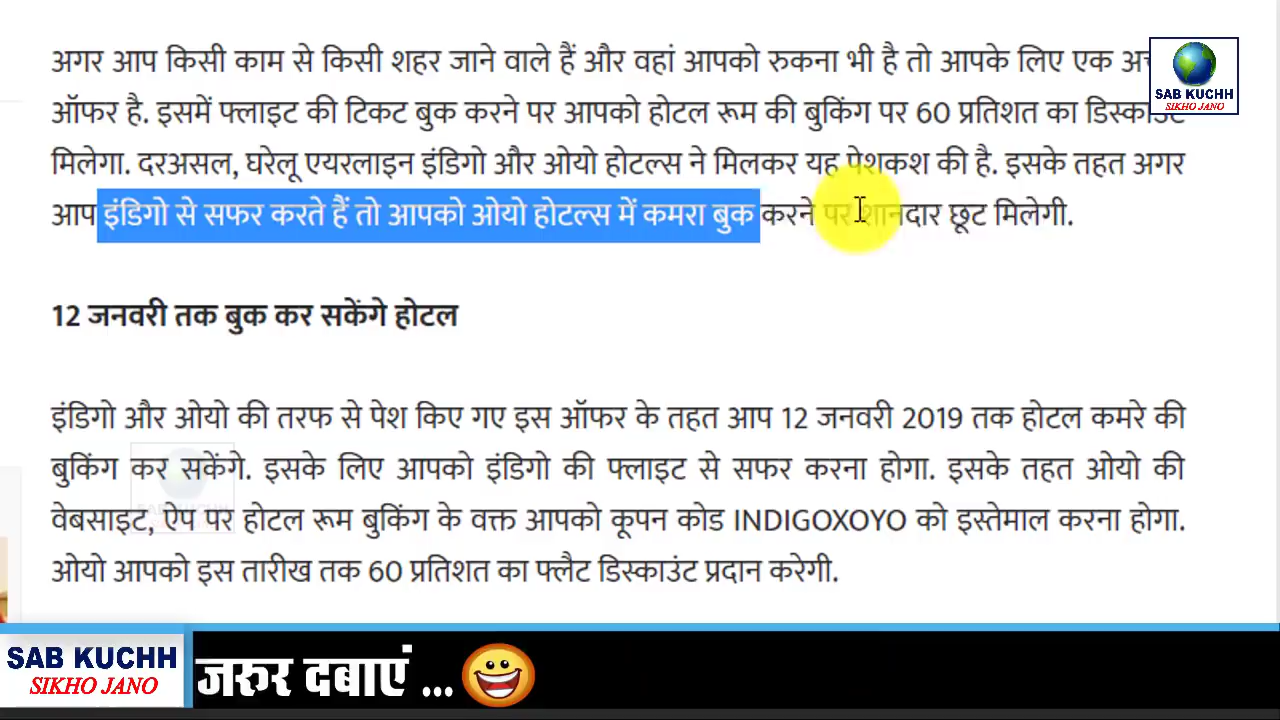 अगर आप किसी काम से किसी शहर जाने वाले हैं और वहां आपको रुकना भी है तो आपके लिए एक
ऑफर है. इसमें फ्लाइट की टिकट बुक करने पर आपको होटल रूम की बुकिंग पर 60 प्रतिशत का डिस्काउंट
मिलेगा. दरअसल, घरेलू एयरलाइन इंडिगो और ओयो होटल्स ने मिलकर यह पेशकश की है. इसके तहत अगर
आप इंडिगो से सफर करते हैं तो आपको ओयो होटल्स में कमरा बुक करने पर शानदार छूट मिलेगी.
SAB KUCHH
SIKHO JANO
12 जनवरी तक बुक कर सकेंगे होटल
इंडिगो और ओयो की तरफ से पेश किए गए इस ऑफर के तहत आप 12 जनवरी 2019 तक होटल कमरे की
बुकिंग कर सकेंगे. इसके लिए आपको इंडिगो की फ्लाइट से सफर करना होगा. इसके तहत ओयो की
वेबसाइट, ऐप पर होटल रूम बुकिंग के वक्त आपको कूपन कोड INDIGOXOYO को इस्तेमाल करना होगा.
ओयो आपको इस तारीख तक 60 प्रतिशत का फ्लैट डिस्काउंट प्रदान करेगी.
SAB KUCHH
SAB KUCHH
SIKHO JANO
जरुर दबाएं ...